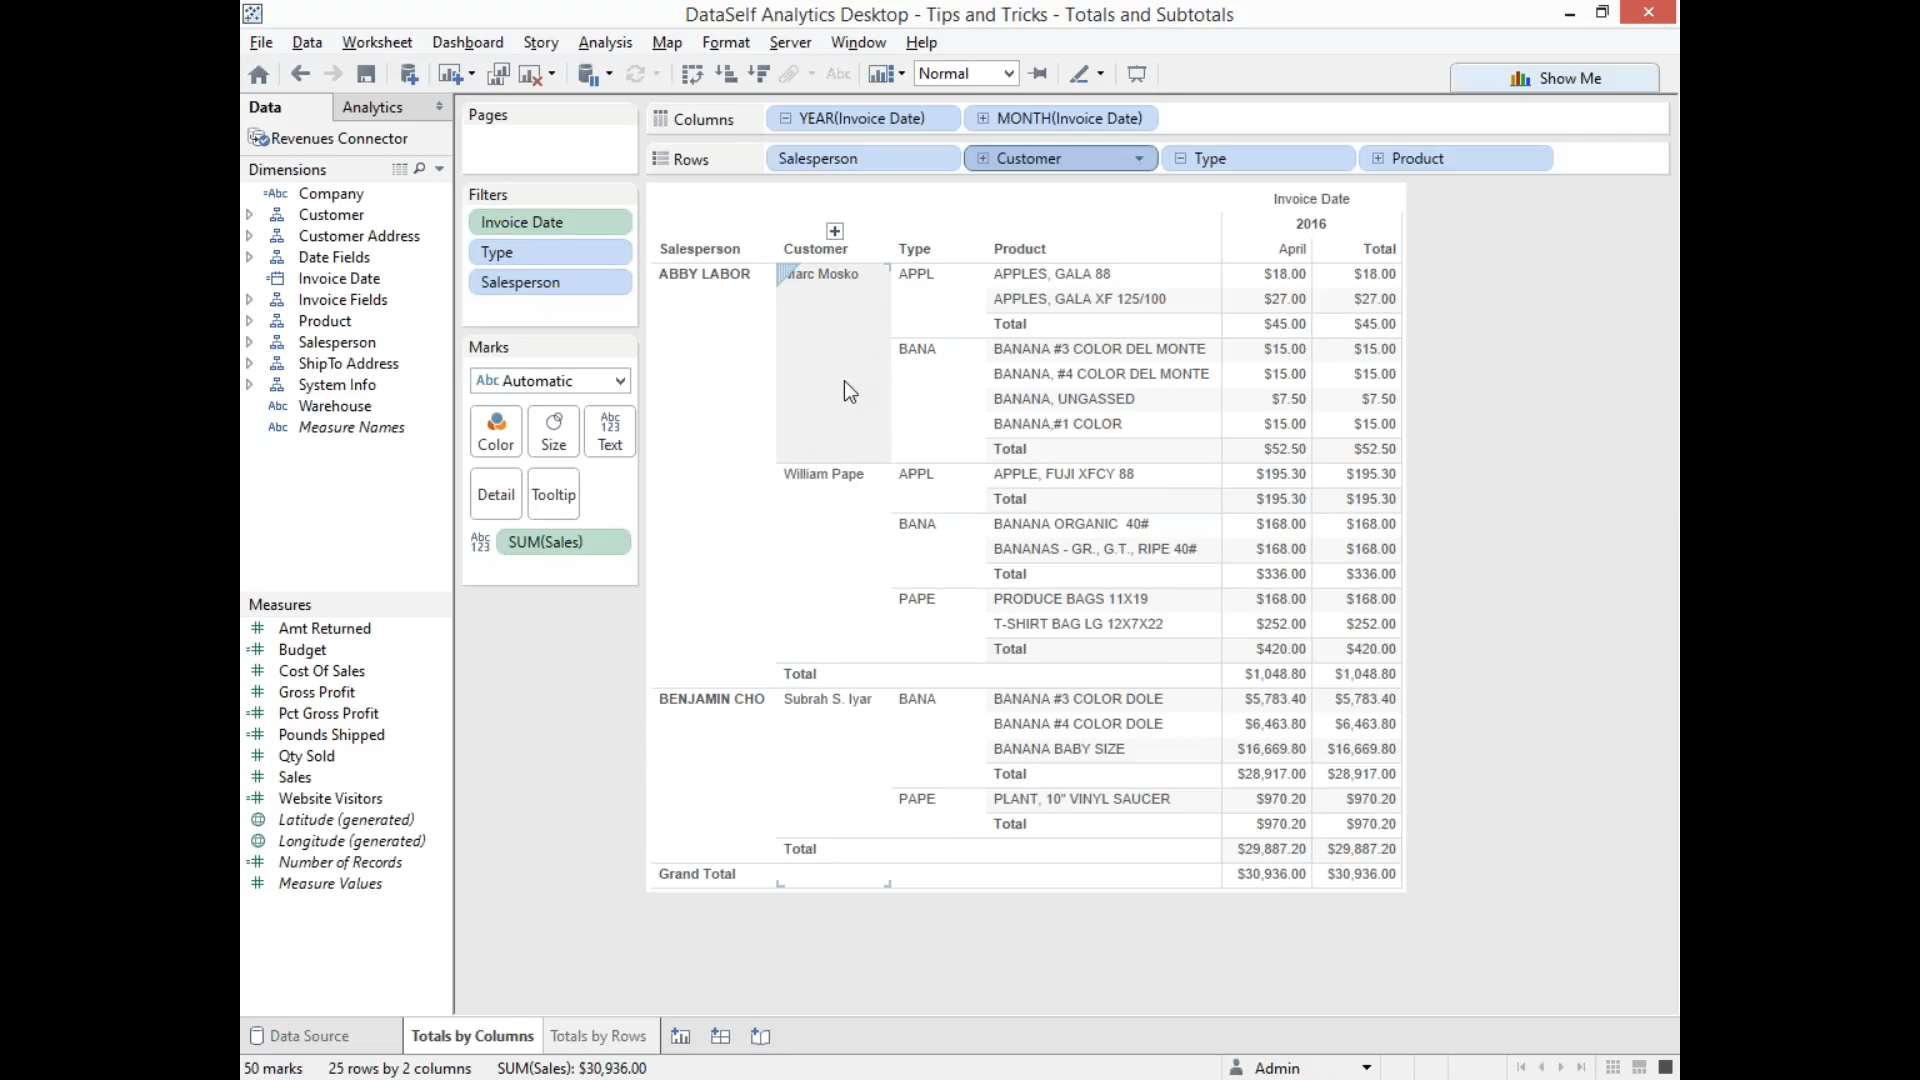 DataSelf Analytics Desktop - Tips and Tricks - Totals and Subtotals
File Data Worksheet Dashboard Story Analysis Map Format Server Window Help
Abc Normal Show Me
Data Analytics
Revenues Connector
Dimensions
Abc Company
Customer
Customer Address
Date Fields
Invoice Date
Invoice Fields
Product
Salesperson
ShipTo Address
System Info
Abc Warehouse
Abc Measure Names
Measures
Amt Returned
Budget
Cost Of Sales
Gross Profit
Pct Gross Profit
Pounds Shipped
Qty Sold
Sales
Website Visitors
Latitude (generated)
Longitude (generated)
Number of Records
Measure Values
Pages
Filters
Invoice Date
Type
Salesperson
Marks
Abc Automatic
Color Size Abc 123 Text
Detail Tooltip
Abc 123 SUM(Sales)
Columns YEAR(Invoice Date) MONTH(Invoice Date)
Rows Salesperson Customer Type Product
Invoice Date
2016
Salesperson Customer Type Product April Total
ABBY LABOR Marc Mosko APPL APPLES, GALA 88 $18.00 $18.00
APPLES, GALA XF 125/100 $27.00 $27.00
Total $45.00 $45.00
BANA BANANA #3 COLOR DEL MONTE $15.00 $15.00
BANANA, #4 COLOR DEL MONTE $15.00 $15.00
BANANA, UNGASSED $7.50 $7.50
BANANA,#1 COLOR $15.00 $15.00
Total $52.50 $52.50
William Pape APPL APPLE, FUJI XFCY 88 $195.30 $195.30
Total $195.30 $195.30
BANA BANANA ORGANIC 40# $168.00 $168.00
BANANAS - GR., G.T., RIPE 40# $168.00 $168.00
Total $336.00 $336.00
PAPE PRODUCE BAGS 11X19 $168.00 $168.00
T-SHIRT BAG LG 12X7X22 $252.00 $252.00
Total $420.00 $420.00
Total $1,048.80 $1,048.80
BENJAMIN CHO Subrah S. Iyar BANA BANANA #3 COLOR DOLE $5,783.40 $5,783.40
BANANA #4 COLOR DOLE $6,463.80 $6,463.80
BANANA BABY SIZE $16,669.80 $16,669.80
Total $28,917.00 $28,917.00
PAPE PLANT, 10" VINYL SAUCER $970.20 $970.20
Total $970.20 $970.20
Total $29,887.20 $29,887.20
Grand Total $30,936.00 $30,936.00
Data Source Totals by Columns Totals by Rows
50 marks 25 rows by 2 columns SUM(Sales): $30,936.00 Admin